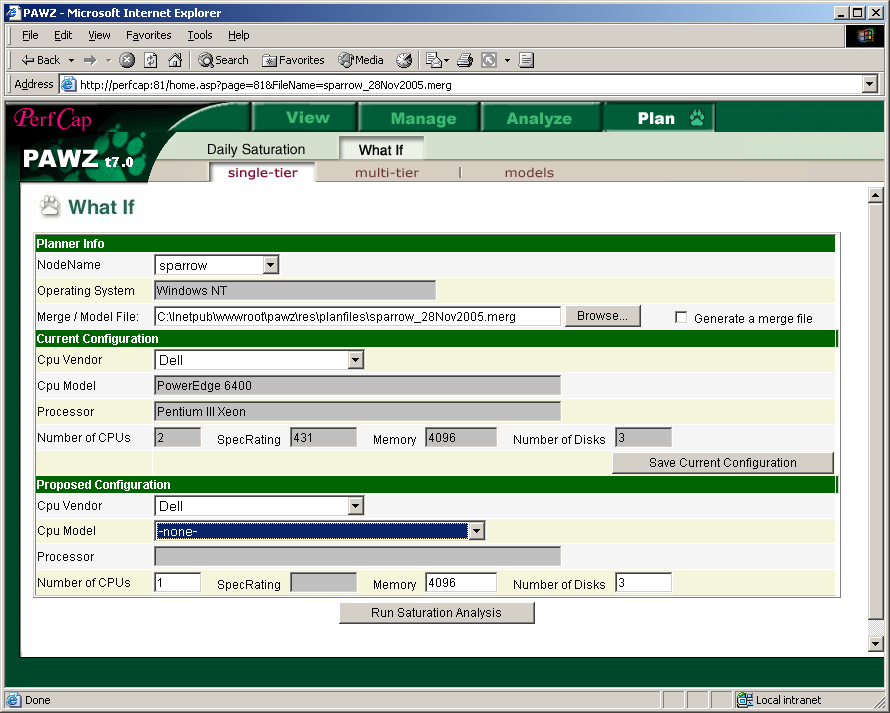 PAWZ - Microsoft Internet Explorer
File Edit View Favorites Tools Help
Back Search Favorites Media
Address http://perfcap:81/home.asp?page=81&FileName=sparrow_28Nov2005.merg
PerfCap View Manage Analyze Plan
PAWZ t7.0 Daily Saturation What If
single-tier multi-tier | models
What If
Planner Info
NodeName sparrow
Operating System Windows NT
Merge / Model File: C:\Inetpub\wwwroot\pawz\res\planfiles\sparrow_28Nov2005.merg Browse... Generate a merge file
Current Configuration
Cpu Vendor Dell
Cpu Model PowerEdge 6400
Processor Pentium III Xeon
Number of CPUs 2 SpecRating 431 Memory 4096 Number of Disks 3
Save Current Configuration
Proposed Configuration
Cpu Vendor Dell
Cpu Model -none-
Processor
Number of CPUs 1 SpecRating Memory 4096 Number of Disks 3
Run Saturation Analysis
Done Local intranet